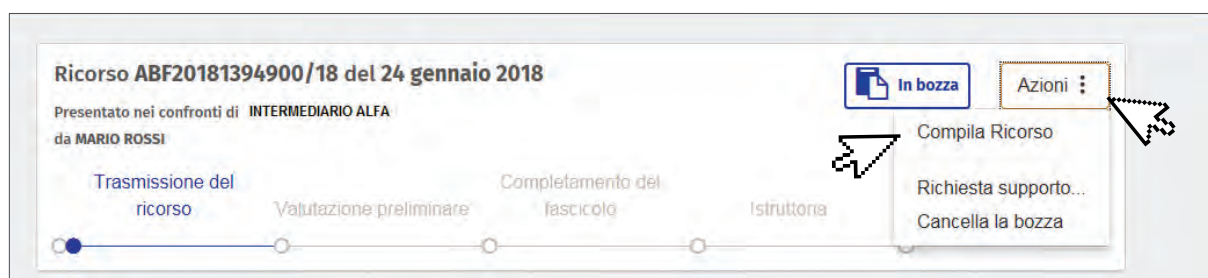 Ricorso ABF20181394900/18 del 24 gennaio 2018
In bozza
Azioni
Presentato nei confronti di INTERMEDIARIO ALFA
da MARIO ROSSI
Compila Ricorso
Richiesta supporto...
Cancella la bozza
Trasmissione del
ricorso
Valutazione preliminare
Completamento del
fascicolo
Istruttoria